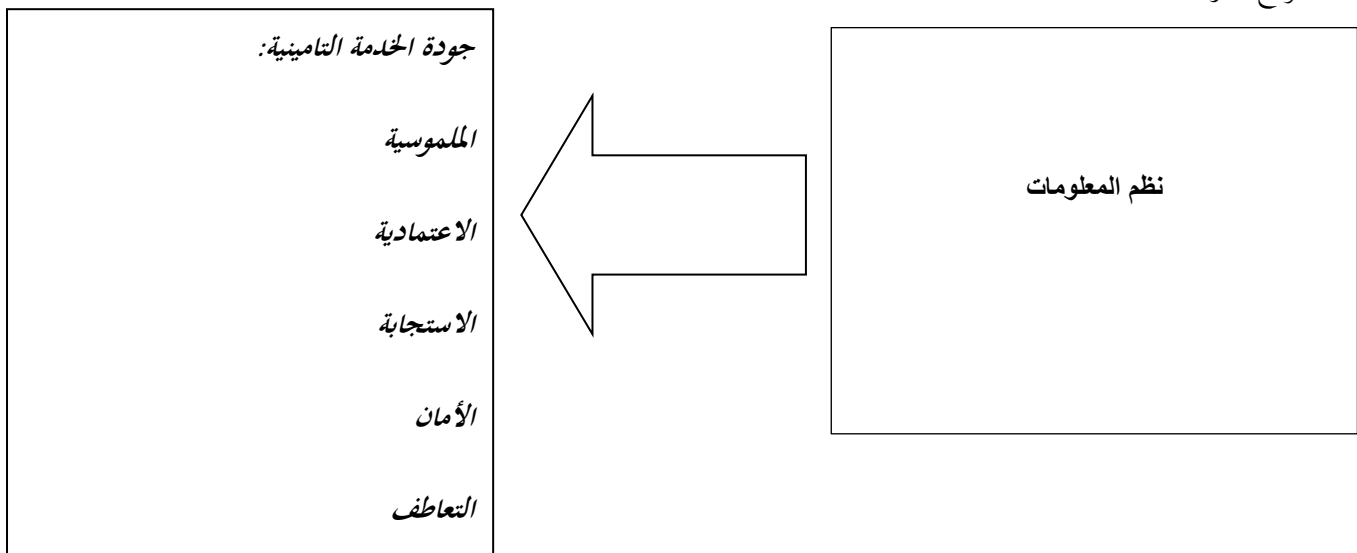 نظم المعلومات
جودة الخدمة التامينية:
الملموسية
الاعتمادية
الاستجابة
الأمان
التعاطف